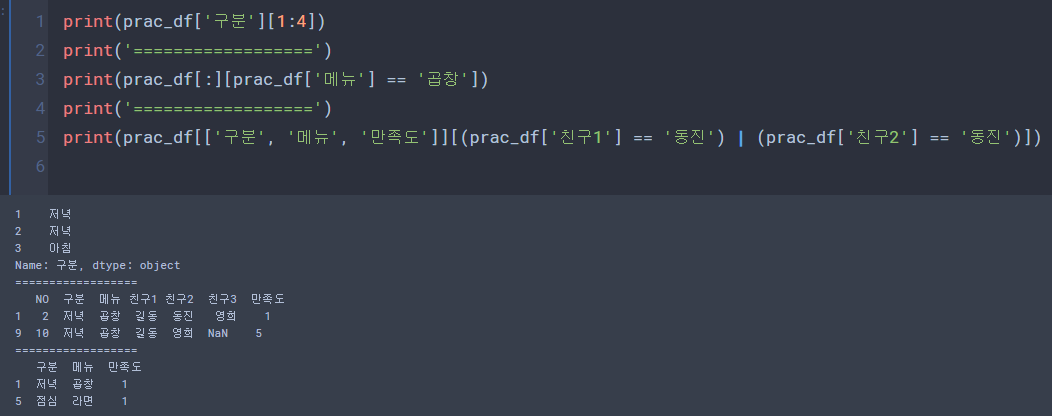 1 print(prac_df['구분'][1:4])
2 print('==================')
3 print(prac_df[:][prac_df['메뉴'] == '곱창'])
4 print('==================')
5 print(prac_df[['구분', '메뉴', '만족도']][(prac_df['친구1'] == '동진') | (prac_df['친구2'] == '동진')])
6
1 저녁
2 저녁
3 아침
Name: 구분, dtype: object
==================
NO 구분 메뉴 친구1 친구2 친구3 만족도
1 2 저녁 곱창 길동 동진 영희 1
9 10 저녁 곱창 길동 영희 NaN 5
==================
구분 메뉴 만족도
1 저녁 곱창 1
5 점심 라면 1